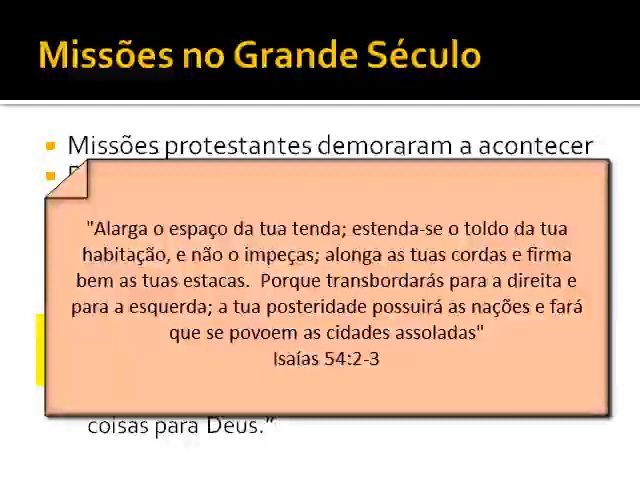 Missões no Grande Século
Missões protestantes demoraram a acontecer
"Alarga o espaço da tua tenda; estenda-se o toldo da tua
habitação, e não o impeças; alonga as tuas cordas e firma
bem as tuas estacas. Porque transbordarás para a direita e
para a esquerda; a tua posteridade possuirá as nações e fará
que se povoem as cidades assoladas"
Isaías 54:2-3
coisas para Deus.”